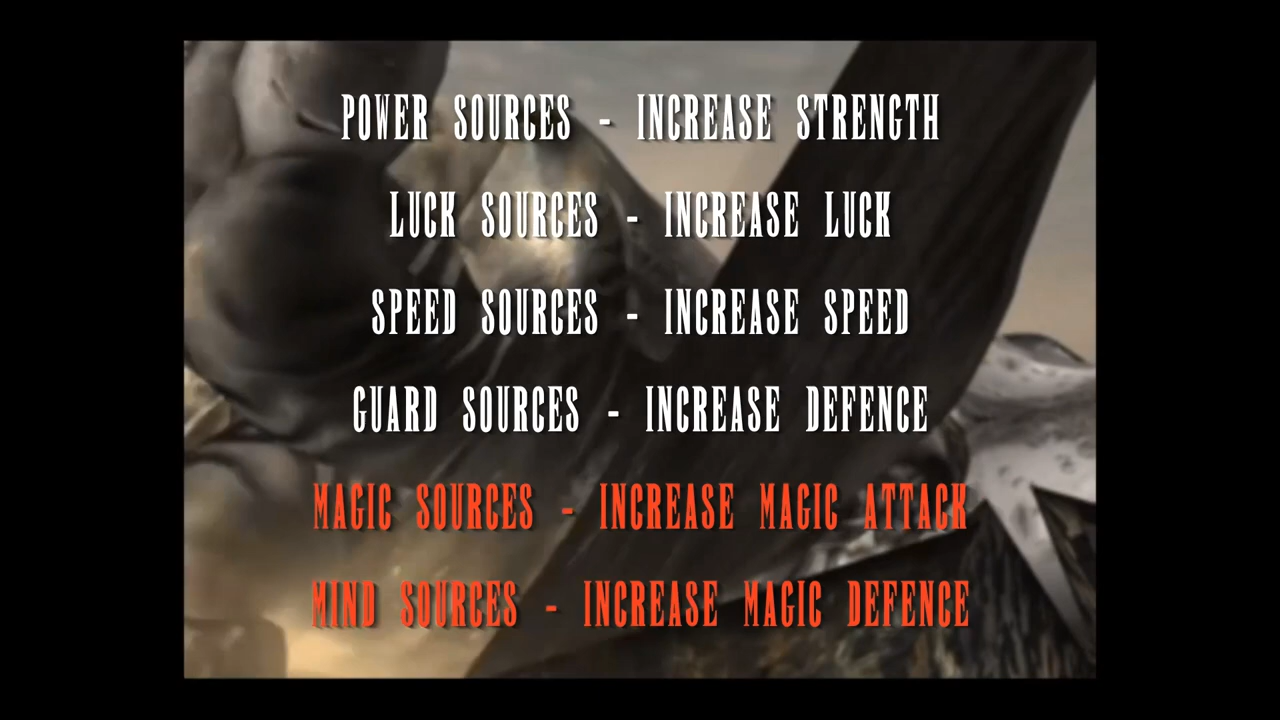 POWER SOURCES - INCREASE STRENGTH
LUCK SOURCES - INCREASE LUCK
SPEED SOURCES - INCREASE SPEED
GUARD SOURCES - INCREASE DEFENCE
MAGIC SOURCES - INCREASE MAGIC ATTACK
MIND SOURCES - INCREASE MAGIC DEFENCE